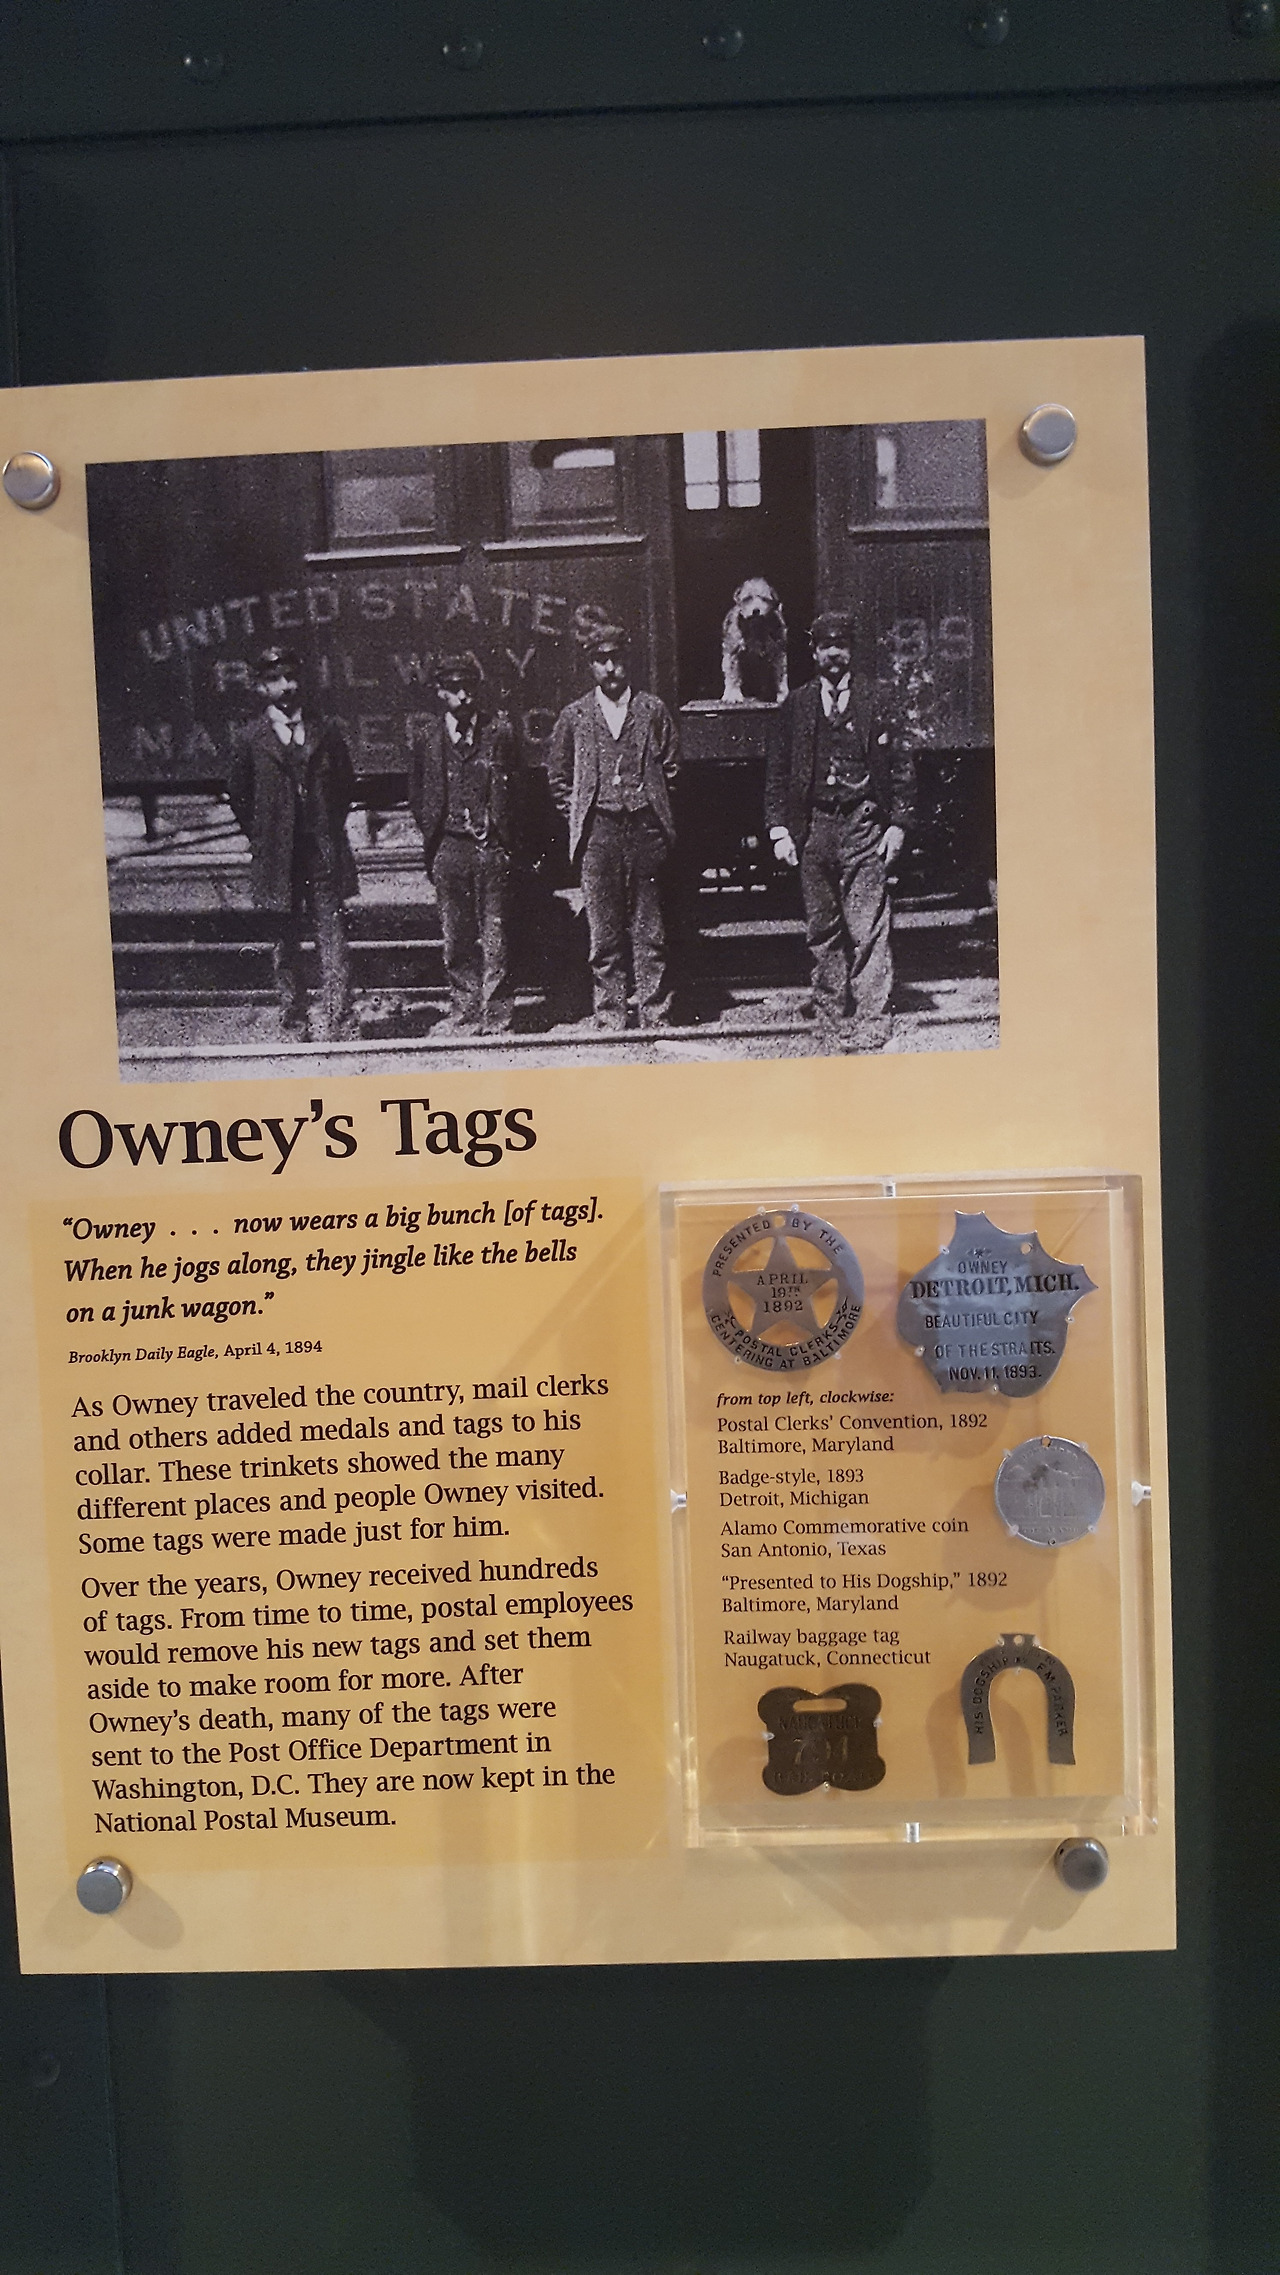 UNITED STATES
RAILWAY
99
Owney's Tags
“Owney . . . now wears a big bunch [of tags].
When he jogs along, they jingle like the bells
on a junk wagon.”
Brooklyn Daily Eagle, April 4, 1894
As Owney traveled the country, mail clerks
and others added medals and tags to his
collar. These trinkets showed the many
different places and people Owney visited.
Some tags were made just for him.
Over the years, Owney received hundreds
of tags. From time to time, postal employees
would remove his new tags and set them
aside to make room for more. After
Owney's death, many of the tags were
sent to the Post Office Department in
Washington, D.C. They are now kept in the
National Postal Museum.
PRESENTED BY THE
APRIL
19TH
1892
POSTAL CLERKS
CENTERING AT BALTIMORE
OWNEY
DETROIT, MICH.
BEAUTIFUL CITY
OF THE STRAITS.
NOV. 11, 1893.
from top left, clockwise:
Postal Clerks' Convention, 1892
Baltimore, Maryland
Badge-style, 1893
Detroit, Michigan
Alamo Commemorative coin
San Antonio, Texas
“Presented to His Dogship,” 1892
Baltimore, Maryland
Railway baggage tag
Naugatuck, Connecticut
HIS DOGSHIP BY F.M. PARKER
NAUGATUCK